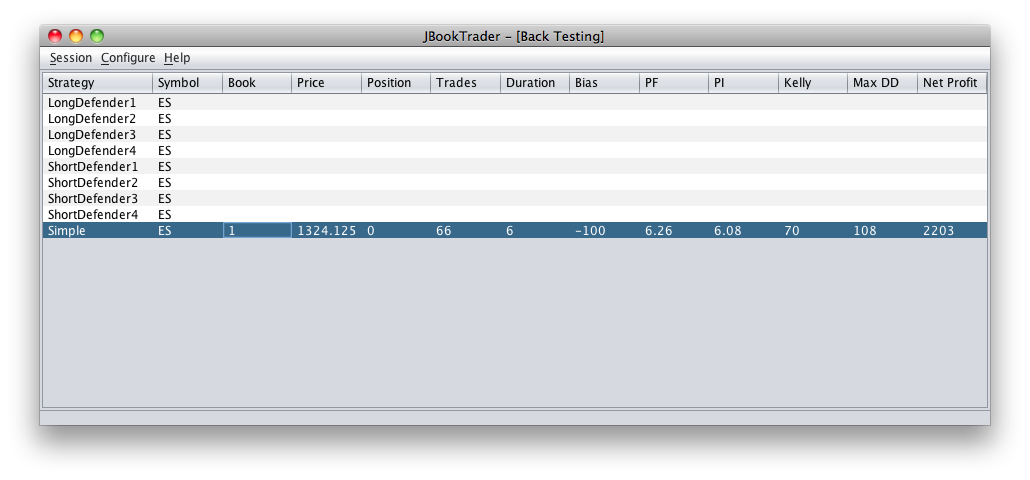 JBookTrader - [Back Testing]
Session Configure Help
Strategy Symbol Book Price Position Trades Duration Bias PF PI Kelly Max DD Net Profit
LongDefender1 ES
LongDefender2 ES
LongDefender3 ES
LongDefender4 ES
ShortDefender1 ES
ShortDefender2 ES
ShortDefender3 ES
ShortDefender4 ES
Simple ES 1 1324.125 0 66 6 -100 6.26 6.08 70 108 2203